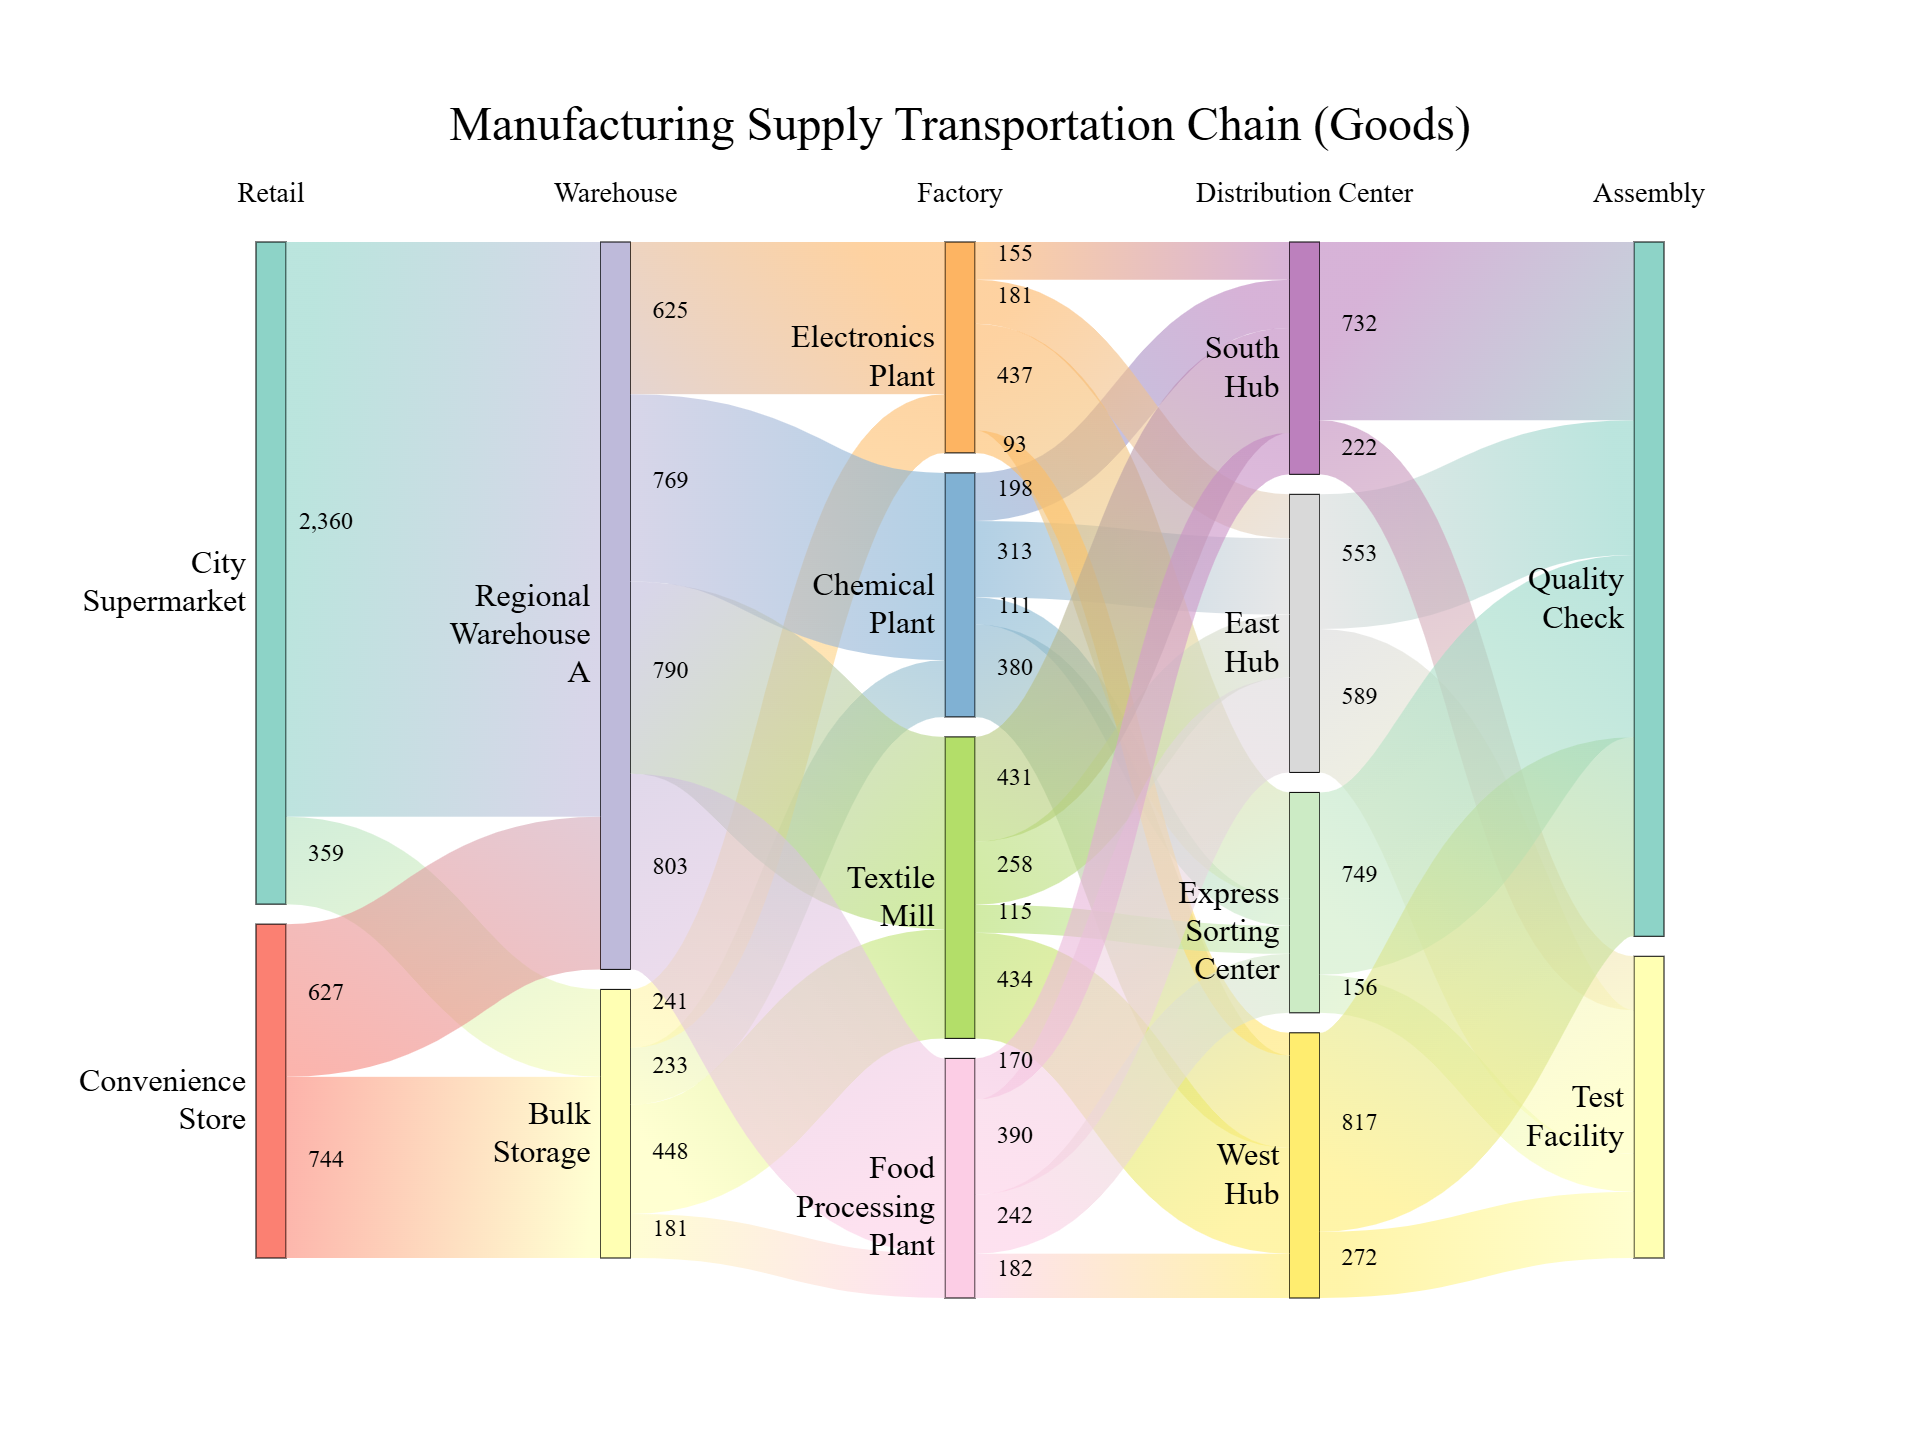 Manufacturing Supply Transportation Chain (Goods)
Retail
Warehouse
Factory
Distribution Center
Assembly
City
Supermarket
2,360
359
Convenience
Store
627
744
Regional
Warehouse
A
625
769
790
803
Bulk
Storage
241
233
448
181
Electronics
Plant
155
181
437
93
Chemical
Plant
198
313
111
380
Textile
Mill
431
258
115
434
Food
Processing
Plant
170
390
242
182
South
Hub
732
222
East
Hub
553
589
Express
Sorting
Center
749
156
West
Hub
817
272
Quality
Check
Test
Facility